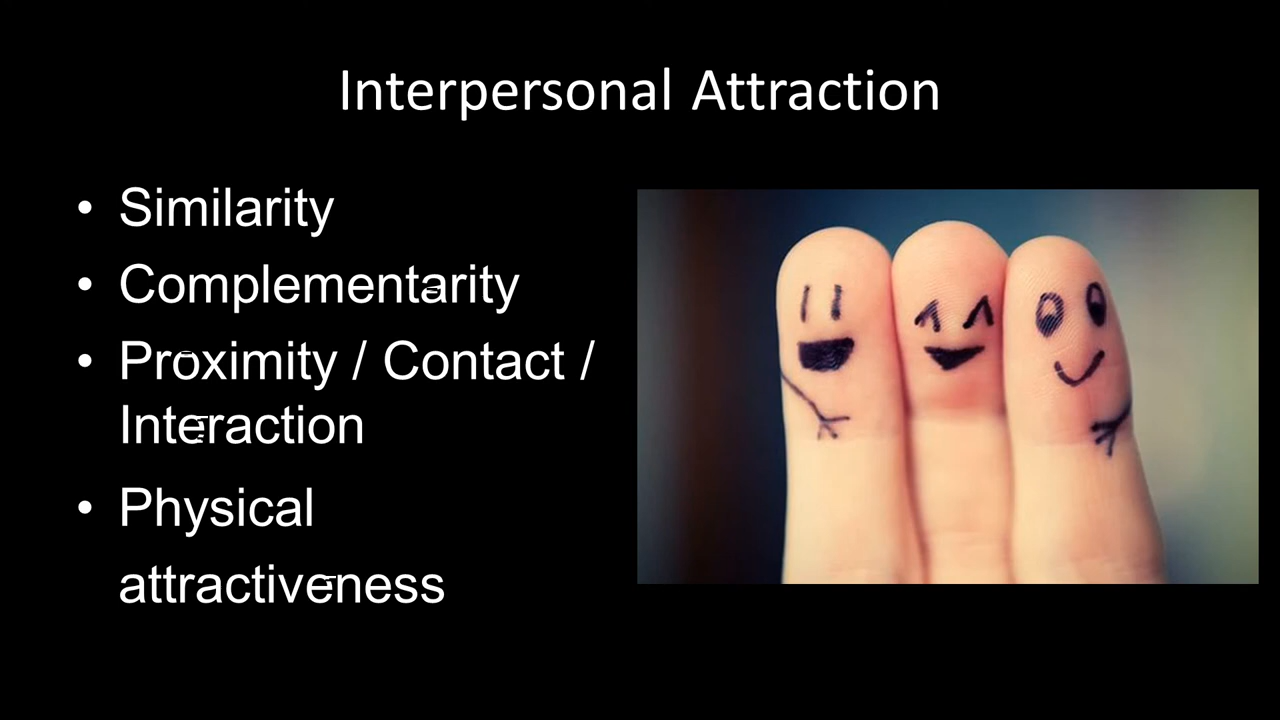 Interpersonal Attraction
• Similarity
• Complementarity
• Proximity / Contact /
Interaction
• Physical
attractiveness